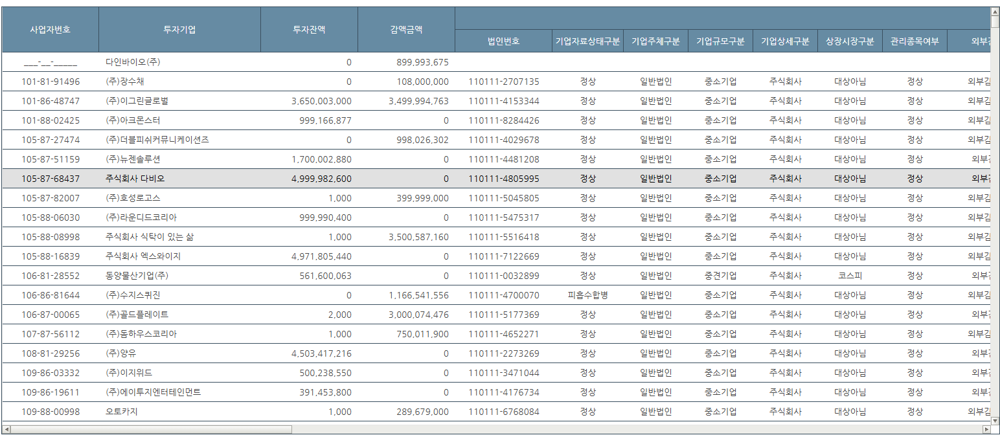 사업자번호 투자기업 투자잔액 감액금액
법인번호 기업자료상태구분 기업주체구분 기업규모구분 기업상세구분 상장시장구분 관리종목여부 외부
___-__-_____ 다인바이오(주) 0 899,993,675
101-81-91496 (주)장수채 0 108,000,000 110111-2707135 정상 일반법인 중소기업 주식회사 대상아님 정상 외부감
101-86-48747 (주)이그린글로벌 3,650,003,000 3,499,994,763 110111-4153344 정상 일반법인 중소기업 주식회사 대상아님 정상 외부감
101-88-02425 (주)아크몬스터 999,166,877 0 110111-8284426 정상 일반법인 중소기업 주식회사 대상아님 정상 외부감
105-87-27474 (주)더블피쉬커뮤니케이션즈 0 998,026,302 110111-4029678 정상 일반법인 중소기업 주식회사 대상아님 정상 외부감
105-87-51159 (주)뉴젠솔루션 1,700,002,880 0 110111-4481208 정상 일반법인 중소기업 주식회사 대상아님 정상 외부
105-87-68437 주식회사 다비오 4,999,982,600 0 110111-4805995 정상 일반법인 중소기업 주식회사 대상아님 정상 외부
105-87-82007 (주)호성로고스 1,000 399,999,000 110111-5045805 정상 일반법인 중소기업 주식회사 대상아님 정상 외부감
105-88-06030 (주)라운디드코리아 999,990,400 0 110111-5475317 정상 일반법인 중소기업 주식회사 대상아님 정상 외부감
105-88-08998 주식회사 식탁이 있는 삶 1,000 3,500,587,160 110111-5516418 정상 일반법인 중소기업 주식회사 대상아님 정상 외부감
105-88-16839 주식회사 엑스와이지 4,971,805,440 0 110111-7122669 정상 일반법인 중소기업 주식회사 대상아님 정상 외부감
106-81-28552 동양물산기업(주) 561,600,063 0 110111-0032899 정상 일반법인 중견기업 주식회사 코스피 정상 외부
106-86-81644 (주)수지스퀴진 0 1,166,541,556 110111-4700070 피흡수합병 일반법인 중소기업 주식회사 대상아님 정상 외부감
106-87-00065 (주)골드플레이트 2,000 3,000,074,476 110111-5177369 정상 일반법인 중소기업 주식회사 대상아님 정상 외부감
107-87-56112 (주)돔하우스코리아 1,000 750,011,900 110111-4652271 정상 일반법인 중소기업 주식회사 대상아님 정상 외부감
108-81-29256 (주)양유 4,503,417,216 0 110111-2273269 정상 일반법인 중소기업 주식회사 대상아님 정상 외부
109-86-03332 (주)이지위드 500,238,550 0 110111-3471044 정상 일반법인 중소기업 주식회사 대상아님 정상 외부
109-86-19611 (주)에이투지엔터테인먼트 391,453,800 0 110111-4176734 정상 일반법인 중소기업 주식회사 대상아님 정상 외부감
109-88-00998 오토카지 1,000 289,679,000 110111-6768084 정상 일반법인 중소기업 주식회사 대상아님 정상 외부감